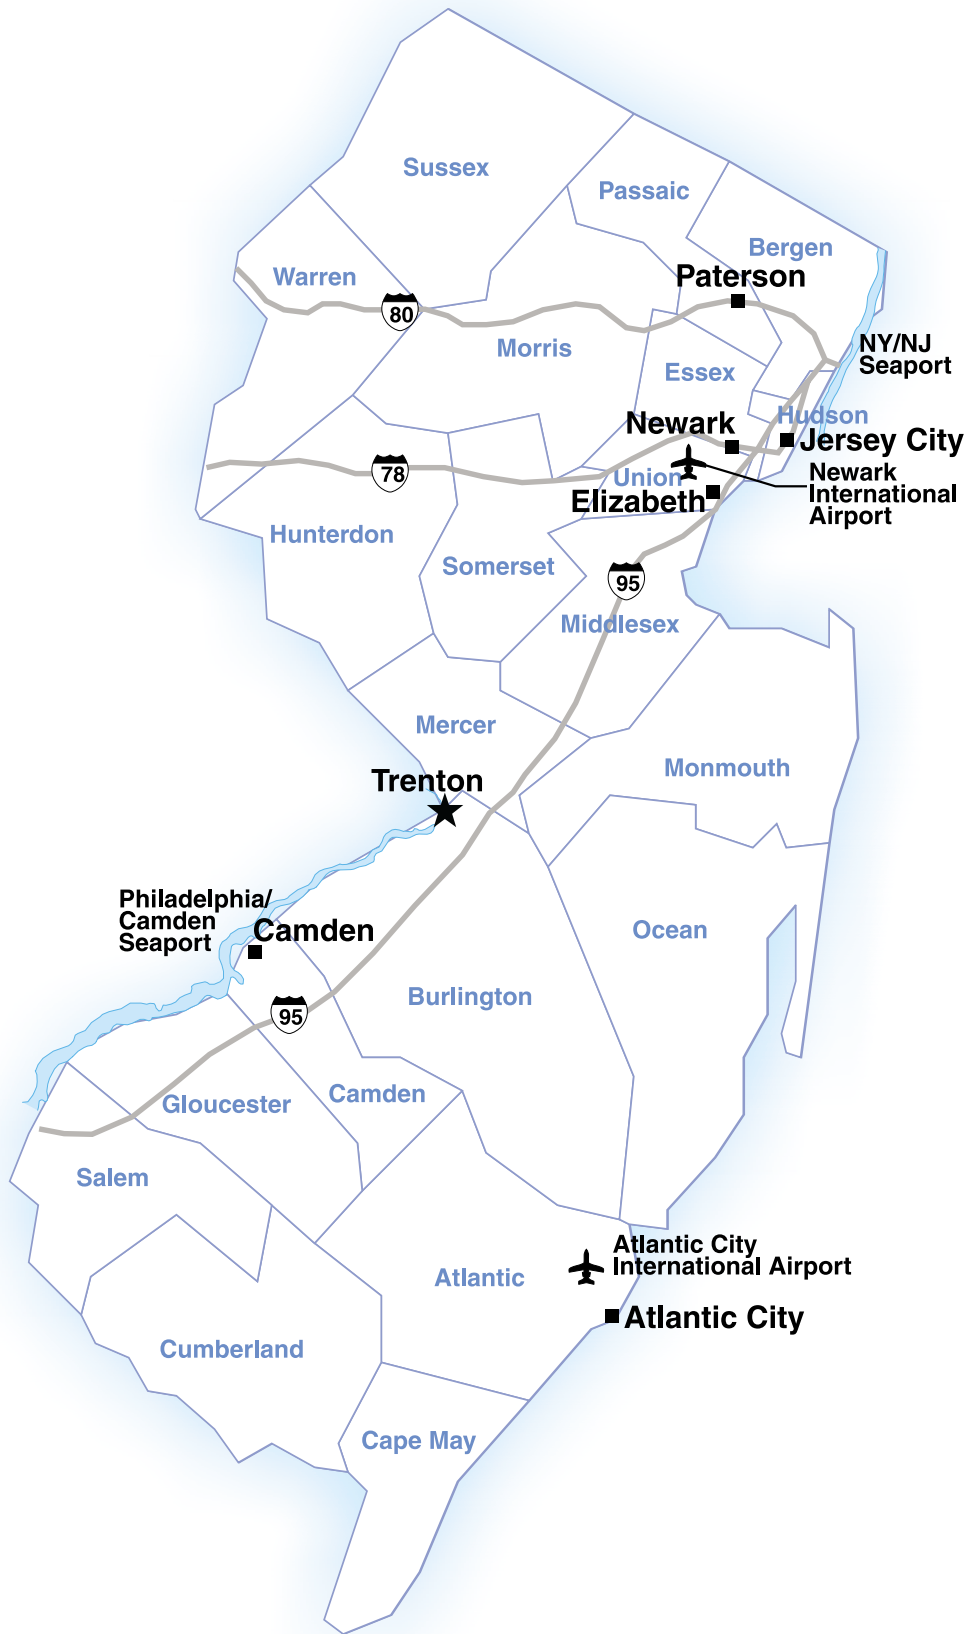 Sussex
Passaic
Bergen
Warren
Paterson
80
Morris
NY/NJ
Seaport
Essex
Hudson
Newark
Jersey City
78
Union
Newark
International
Airport
Elizabeth
Hunterdon
Somerset
95
Middlesex
Mercer
Monmouth
Trenton
Philadelphia/
Camden
Seaport
Camden
Ocean
Burlington
95
Camden
Gloucester
Salem
Atlantic City
International Airport
Atlantic
Atlantic City
Cumberland
Cape May